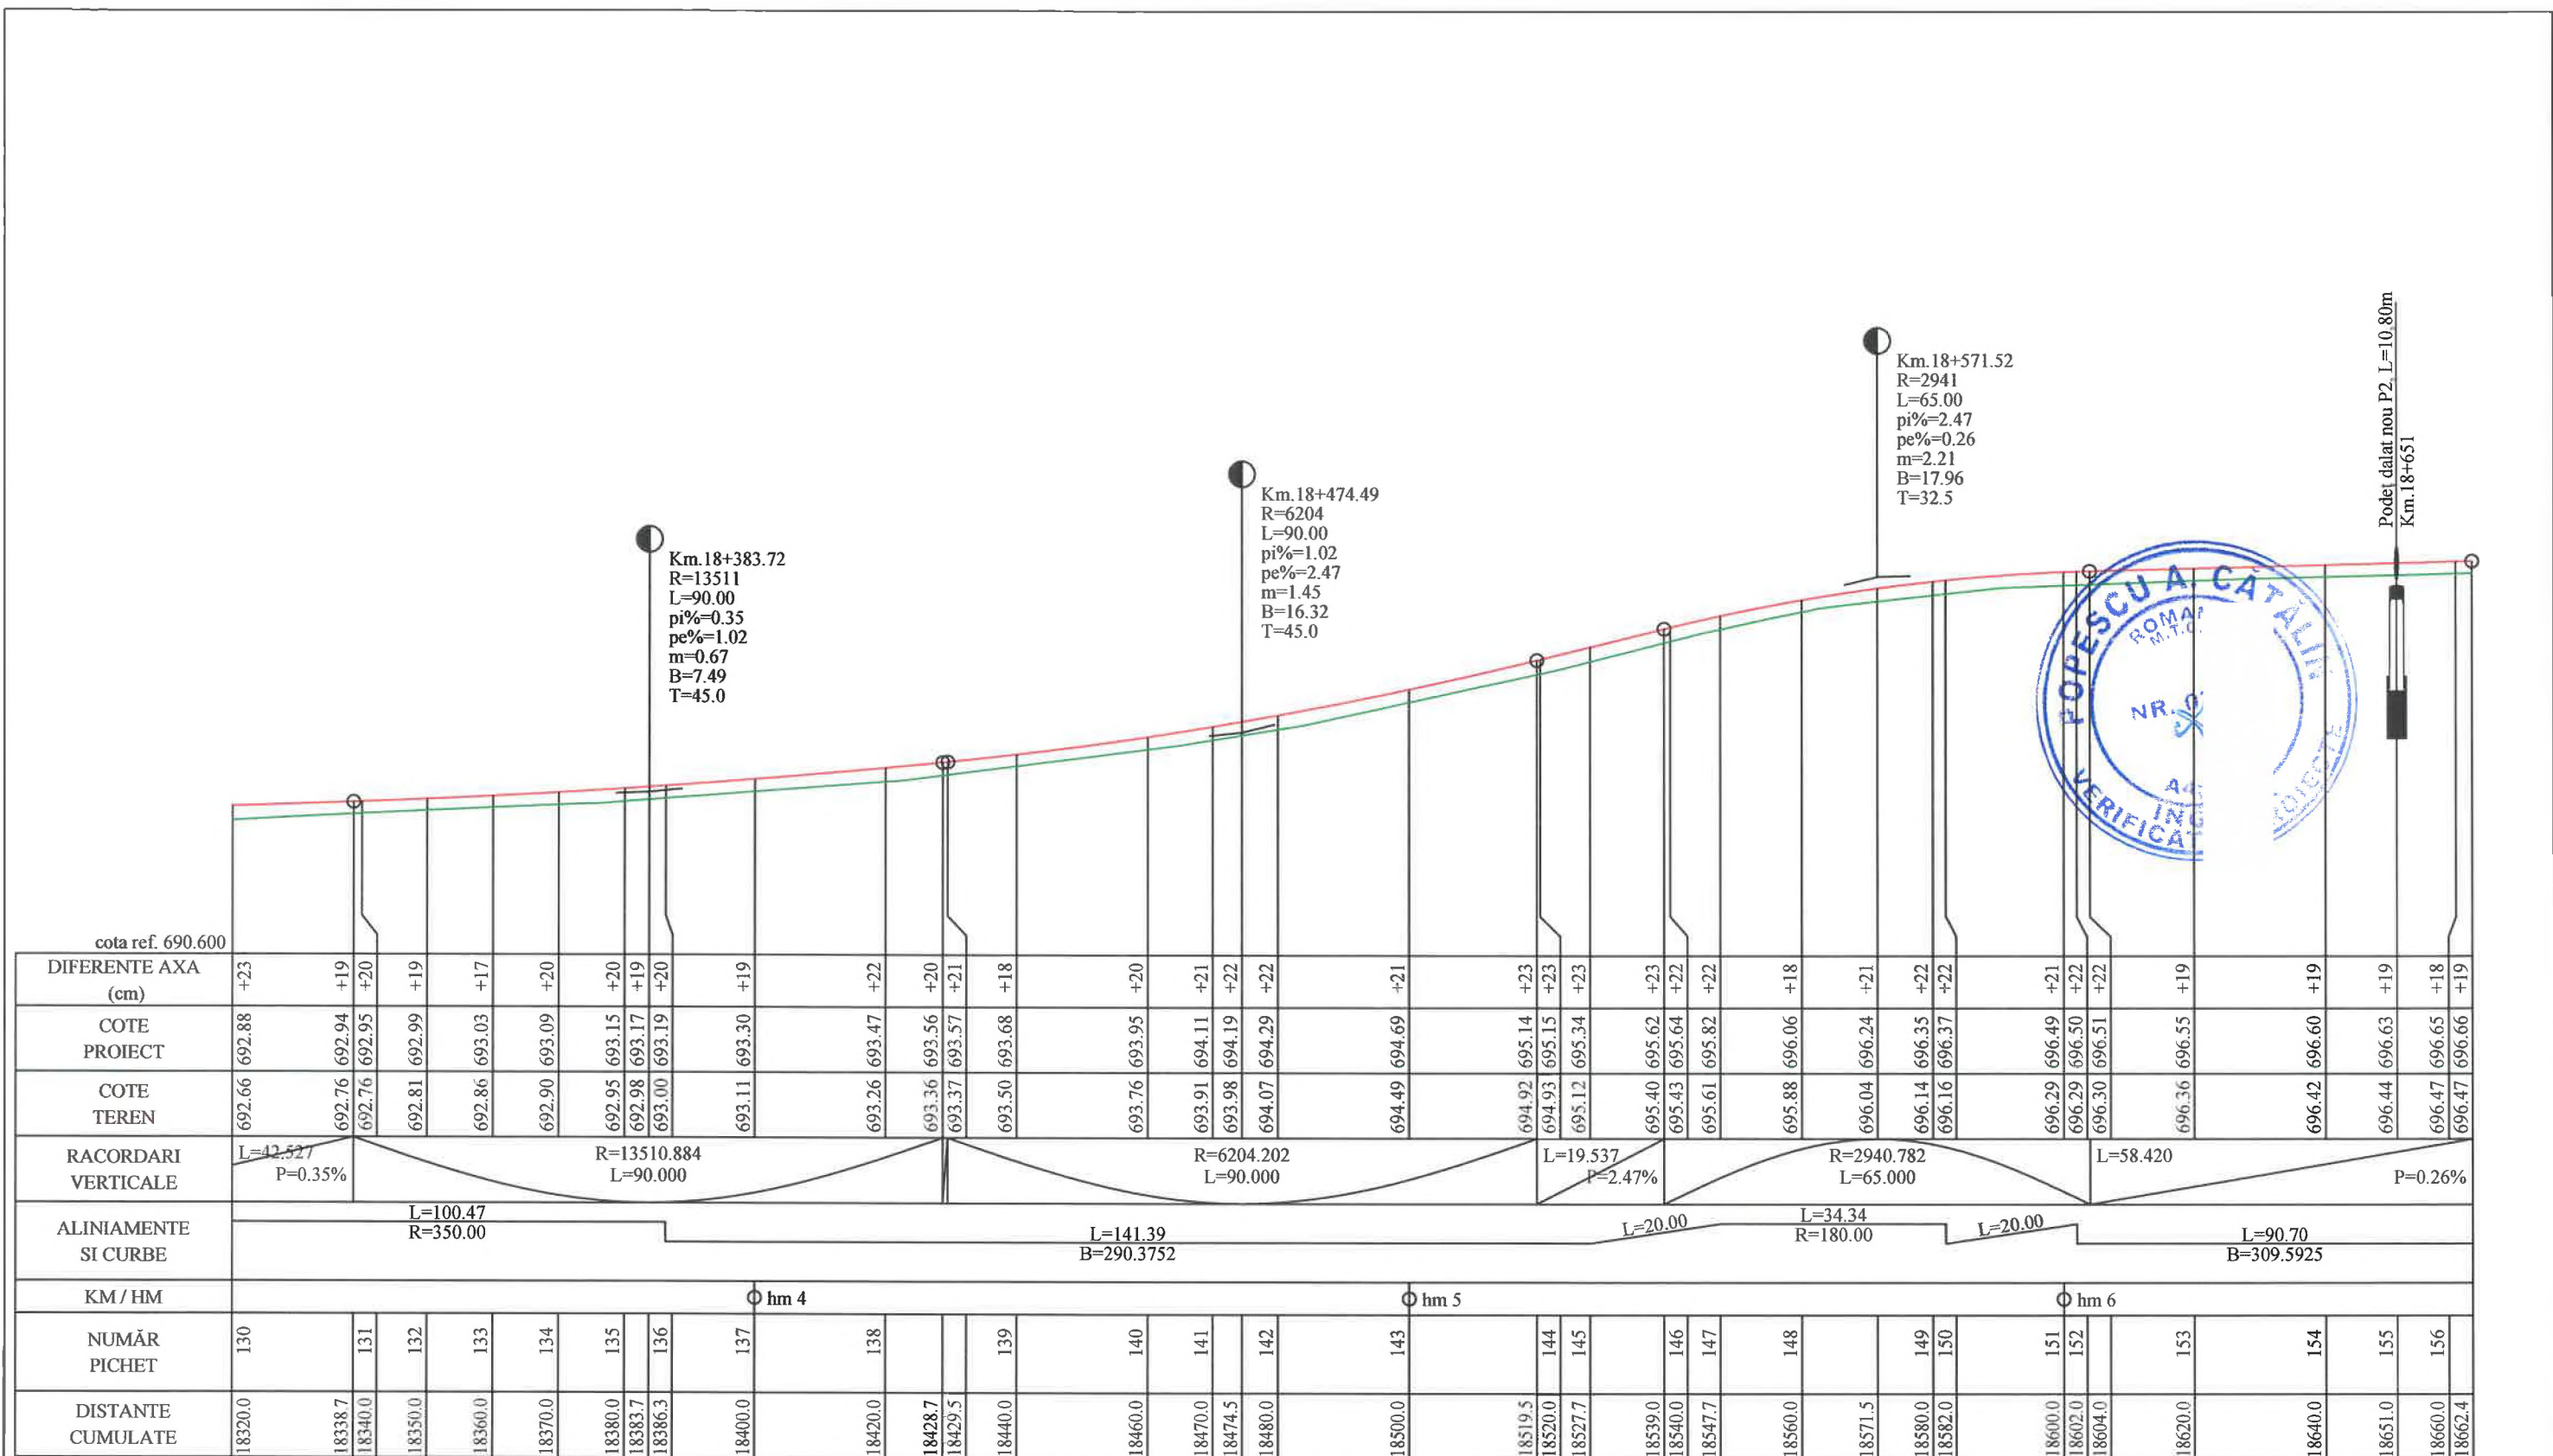 Podeț dalat nou P2, L=10.80m
Km.18+651
Km.18+571.52
R=2941
L=65.00
pi%=2.47
pe%=0.26
m=2.21
B=17.96
T=32.5
Km.18+474.49
R=6204
L=90.00
pi%=1.02
pe%=2.47
m=1.45
B=16.32
T=45.0
Km.18+383.72
R=13511
L=90.00
pi%=0.35
pe%=1.02
m=0.67
B=7.49
T=45.0
POPESCU A. CĂTĂLIN
M.T.C.
NR.
cota ref. 690.600
DIFERENTE AXA
(cm)
+23 +19 +20 +19 +17 +20 +20 +19 +20 +19 +22 +20 +21 +18 +20 +21 +22 +22 +21 +23 +23 +23 +23 +22 +22 +18 +21 +22 +22 +21 +22 +22 +19 +19 +19 +18 +19
COTE
PROIECT
692.88 692.94 692.95 692.99 693.03 693.09 693.15 693.17 693.19 693.30 693.47 693.56 693.57 693.68 693.95 694.11 694.19 694.29 694.69 695.14 695.15 695.34 695.62 695.64 695.82 696.06 696.24 696.35 696.37 696.49 696.50 696.51 696.55 696.60 696.63 696.65 696.66
COTE
TEREN
692.66 692.76 692.76 692.81 692.86 692.90 692.95 692.98 693.00 693.11 693.26 693.36 693.37 693.50 693.76 693.91 693.98 694.07 694.49 694.92 694.93 695.12 695.40 695.43 695.61 695.88 696.04 696.14 696.16 696.29 696.29 696.30 696.36 696.42 696.44 696.47 696.47
RACORDARI
VERTICALE
L=42.527
P=0.35%
R=13510.884
L=90.000
R=6204.202
L=90.000
L=19.537
P=2.47%
R=2940.782
L=65.000
L=58.420
P=0.26%
ALINIAMENTE
SI CURBE
L=100.47
R=350.00
L=141.39
B=290.3752
L=20.00
L=34.34
R=180.00
L=20.00
L=90.70
B=309.5925
KM / HM
hm 4
hm 5
hm 6
NUMĂR
PICHET
130 131 132 133 134 135 136 137 138 139 140 141 142 143 144 145 146 147 148 149 150 151 152 153 154 155 156
DISTANTE
CUMULATE
18320.0 18338.7 18340.0 18350.0 18360.0 18370.0 18380.0 18383.7 18386.3 18400.0 18420.0 18428.7 18429.5 18440.0 18460.0 18470.0 18474.5 18480.0 18500.0 18519.5 18520.0 18527.7 18539.0 18540.0 18547.7 18560.0 18571.5 18580.0 18582.0 18600.0 18602.0 18604.0 18620.0 18640.0 18651.0 18660.0 18662.4